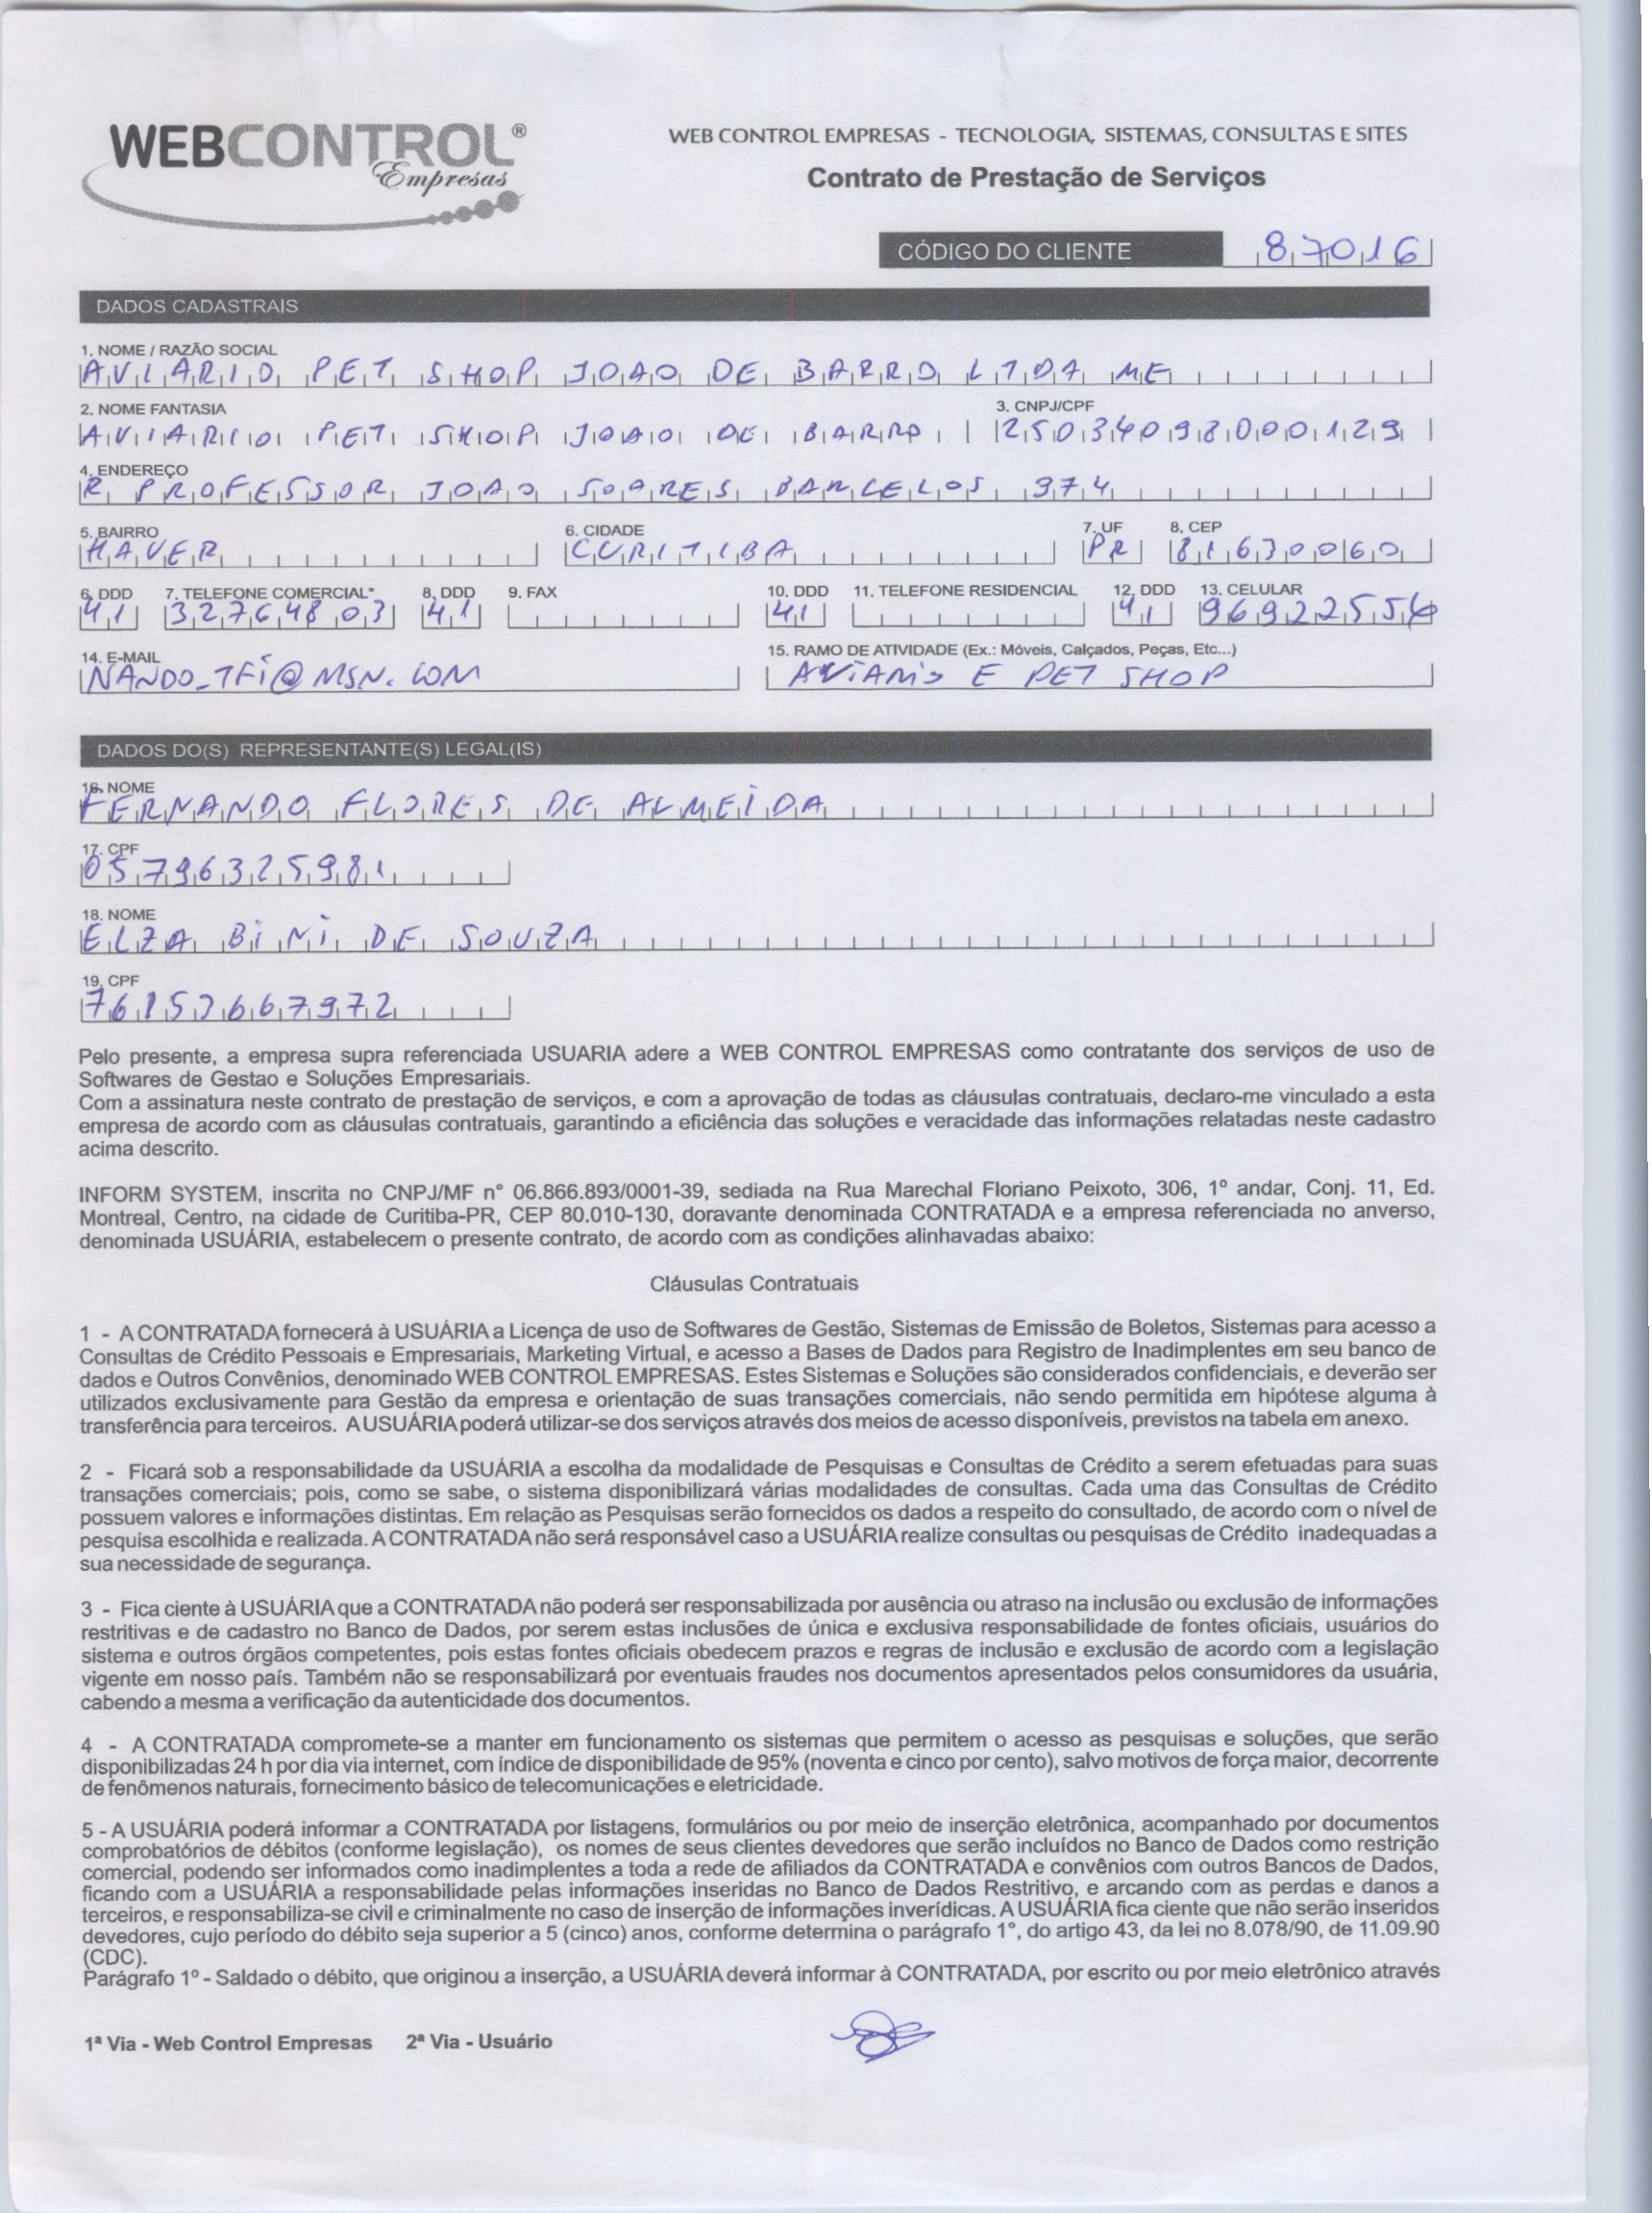 WEBCONTROL®
Empresas
WEB CONTROL EMPRESAS - TECNOLOGIA, SISTEMAS, CONSULTAS E SITES
Contrato de Prestação de Serviços
CÓDIGO DO CLIENTE 87016
DADOS CADASTRAIS
1. NOME / RAZÃO SOCIAL
AVIARIO PET SHOP JOAO DE BARRO LTDA ME
2. NOME FANTASIA 3. CNPJ/CPF
AVIARIO PET SHOP JOAO DE BARRO 25034098000129
4. ENDEREÇO
R PROFESSOR JOAO SOARES BARCELOS 974
5. BAIRRO 6. CIDADE 7. UF 8. CEP
HAVER CURITIBA PR 81630060
6. DDD 7. TELEFONE COMERCIAL* 8. DDD 9. FAX 10. DDD 11. TELEFONE RESIDENCIAL 12. DDD 13. CELULAR
41 32764803 41 41 41 969225556
14. E-MAIL 15. RAMO DE ATIVIDADE (Ex.: Móveis, Calçados, Peças, Etc...)
NANDO_TFI@MSN.COM AVIARIO E PET SHOP
DADOS DO(S) REPRESENTANTE(S) LEGAL(IS)
16. NOME
FERNANDO FLORES DE ALMEIDA
17. CPF
05796325981
18. NOME
ELZA BINI DE SOUZA
19. CPF
76153667972
Pelo presente, a empresa supra referenciada USUARIA adere a WEB CONTROL EMPRESAS como contratante dos serviços de uso de
Softwares de Gestao e Soluções Empresariais.
Com a assinatura neste contrato de prestação de serviços, e com a aprovação de todas as cláusulas contratuais, declaro-me vinculado a esta
empresa de acordo com as cláusulas contratuais, garantindo a eficiência das soluções e veracidade das informações relatadas neste cadastro
acima descrito.
INFORM SYSTEM, inscrita no CNPJ/MF n° 06.866.893/0001-39, sediada na Rua Marechal Floriano Peixoto, 306, 1º andar, Conj. 11, Ed.
Montreal, Centro, na cidade de Curitiba-PR, CEP 80.010-130, doravante denominada CONTRATADA e a empresa referenciada no anverso,
denominada USUÁRIA, estabelecem o presente contrato, de acordo com as condições alinhavadas abaixo:
Cláusulas Contratuais
1 - A CONTRATADA fornecerá à USUÁRIA a Licença de uso de Softwares de Gestão, Sistemas de Emissão de Boletos, Sistemas para acesso a
Consultas de Crédito Pessoais e Empresariais, Marketing Virtual, e acesso a Bases de Dados para Registro de Inadimplentes em seu banco de
dados e Outros Convênios, denominado WEB CONTROL EMPRESAS. Estes Sistemas e Soluções são considerados confidenciais, e deverão ser
utilizados exclusivamente para Gestão da empresa e orientação de suas transações comerciais, não sendo permitida em hipótese alguma à
transferência para terceiros. A USUÁRIA poderá utilizar-se dos serviços através dos meios de acesso disponíveis, previstos na tabela em anexo.
2 - Ficará sob a responsabilidade da USUÁRIA a escolha da modalidade de Pesquisas e Consultas de Crédito a serem efetuadas para suas
transações comerciais; pois, como se sabe, o sistema disponibilizará várias modalidades de consultas. Cada uma das Consultas de Crédito
possuem valores e informações distintas. Em relação as Pesquisas serão fornecidos os dados a respeito do consultado, de acordo com o nível de
pesquisa escolhida e realizada. A CONTRATADA não será responsável caso a USUÁRIA realize consultas ou pesquisas de Crédito inadequadas a
sua necessidade de segurança.
3 - Fica ciente à USUÁRIA que a CONTRATADA não poderá ser responsabilizada por ausência ou atraso na inclusão ou exclusão de informações
restritivas e de cadastro no Banco de Dados, por serem estas inclusões de única e exclusiva responsabilidade de fontes oficiais, usuários do
sistema e outros órgãos competentes, pois estas fontes oficiais obedecem prazos e regras de inclusão e exclusão de acordo com a legislação
vigente em nosso país. Também não se responsabilizará por eventuais fraudes nos documentos apresentados pelos consumidores da usuária,
cabendo a mesma a verificação da autenticidade dos documentos.
4 - A CONTRATADA compromete-se a manter em funcionamento os sistemas que permitem o acesso as pesquisas e soluções, que serão
disponibilizadas 24 h por dia via internet, com índice de disponibilidade de 95% (noventa e cinco por cento), salvo motivos de força maior, decorrente
de fenômenos naturais, fornecimento básico de telecomunicações e eletricidade.
5 - A USUÁRIA poderá informar a CONTRATADA por listagens, formulários ou por meio de inserção eletrônica, acompanhado por documentos
comprobatórios de débitos (conforme legislação), os nomes de seus clientes devedores que serão incluídos no Banco de Dados como restrição
comercial, podendo ser informados como inadimplentes a toda a rede de afiliados da CONTRATADA e convênios com outros Bancos de Dados,
ficando com a USUÁRIA a responsabilidade pelas informações inseridas no Banco de Dados Restritivo, e arcando com as perdas e danos a
terceiros, e responsabiliza-se civil e criminalmente no caso de inserção de informações inverídicas. A USUÁRIA fica ciente que não serão inseridos
devedores, cujo período do débito seja superior a 5 (cinco) anos, conforme determina o parágrafo 1°, do artigo 43, da lei no 8.078/90, de 11.09.90
(CDC).
Parágrafo 1º - Saldado o débito, que originou a inserção, a USUÁRIA deverá informar à CONTRATADA, por escrito ou por meio eletrônico através
1ª Via - Web Control Empresas 2ª Via - Usuário